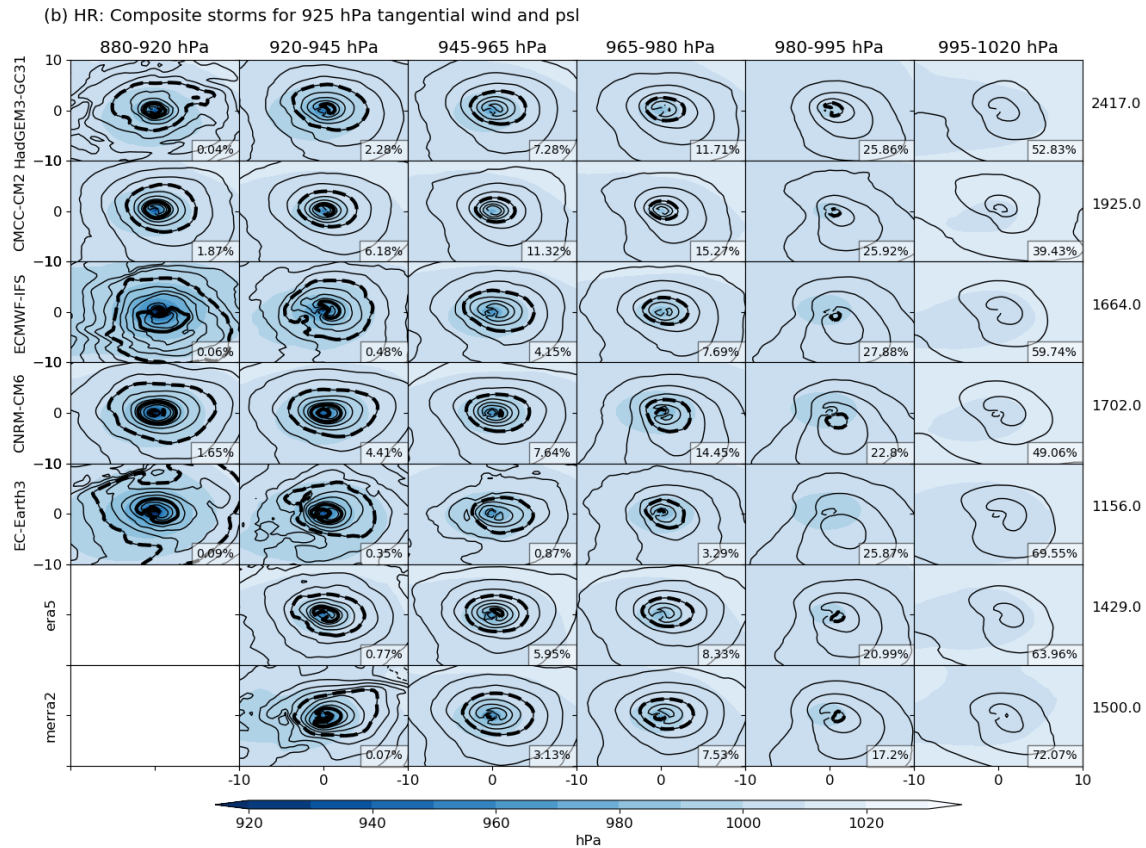 (b) HR: Composite storms for 925 hPa tangential wind and psl
880-920 hPa 920-945 hPa 945-965 hPa 965-980 hPa 980-995 hPa 995-1020 hPa
10
HadGEM3-GC31
0
2417.0
0.04% 2.28% 7.28% 11.71% 25.86% 52.83%
−10
CMCC-CM2
0
1925.0
1.87% 6.18% 11.32% 15.27% 25.92% 39.43%
−10
ECMWF-IFS
0
1664.0
0.06% 0.48% 4.15% 7.69% 27.88% 59.74%
−10
CNRM-CM6
0
1702.0
1.65% 4.41% 7.64% 14.45% 22.8% 49.06%
−10
EC-Earth3
0
1156.0
0.09% 0.35% 0.87% 3.29% 25.87% 69.55%
−10
era5
1429.0
0.77% 5.95% 8.33% 20.99% 63.96%
merra2
1500.0
0.07% 3.13% 7.53% 17.2% 72.07%
-10 0 -10 0 -10 0 -10 0 -10 0 10
920 940 960 980 1000 1020
hPa